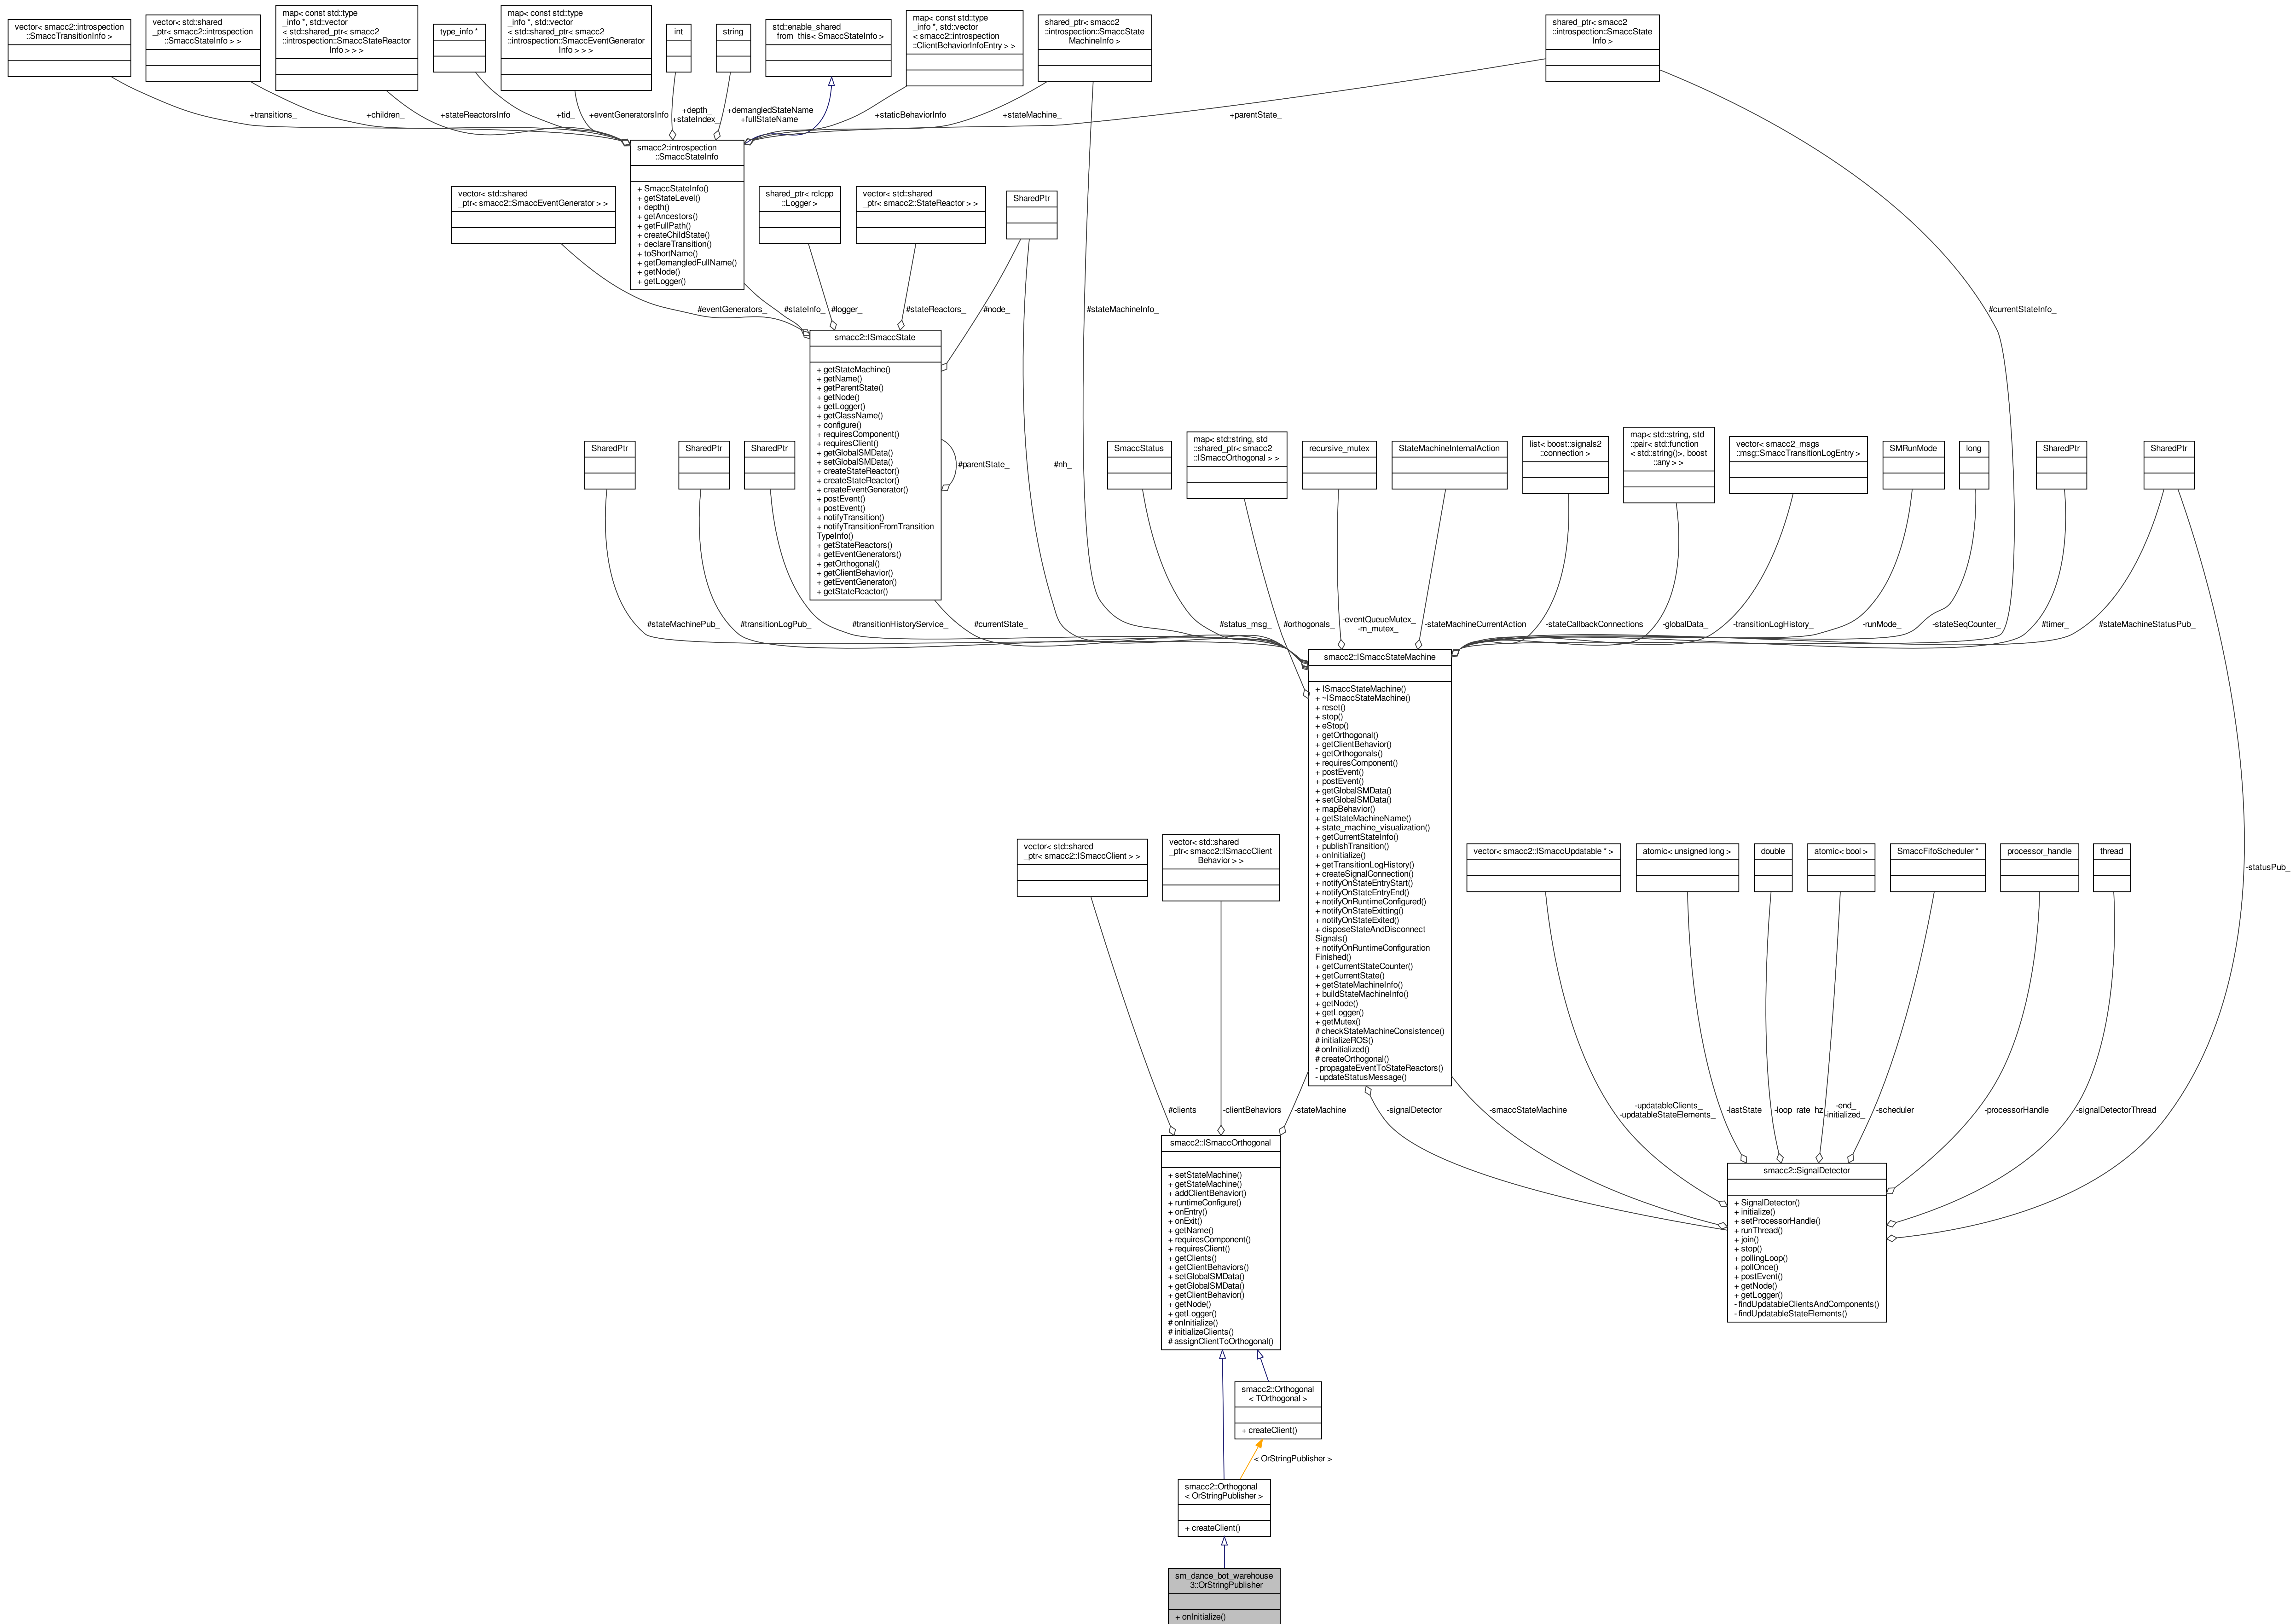 vector< smacc2::introspection
::SmaccTransitionInfo >
vector< std::shared
_ptr< smacc2::introspection
::SmaccStateInfo > >
map< const std::type
_info *, std::vector
< std::shared_ptr< smacc2
::introspection::SmaccStateReactor
Info > > >
type_info *
map< const std::type
_info *, std::vector
< std::shared_ptr< smacc2
::introspection::SmaccEventGenerator
Info > > >
int
string
std::enable_shared
_from_this< SmaccStateInfo >
map< const std::type
_info *, std::vector
< smacc2::introspection
::ClientBehaviorInfoEntry > >
shared_ptr< smacc2
::introspection::SmaccState
MachineInfo >
shared_ptr< smacc2
::introspection::SmaccState
Info >
+transitions_
+children_
+stateReactorsInfo
+tid_
+eventGeneratorsInfo
+depth_
+stateIndex_
+demangledStateName
+fullStateName
+staticBehaviorInfo
+stateMachine_
+parentState_
smacc2::introspection
::SmaccStateInfo
+ SmaccStateInfo()
+ getStateLevel()
+ depth()
+ getAncestors()
+ getFullPath()
+ createChildState()
+ declareTransition()
+ toShortName()
+ getDemangledFullName()
+ getNode()
+ getLogger()
vector< std::shared
_ptr< smacc2::SmaccEventGenerator > >
shared_ptr< rclcpp
::Logger >
vector< std::shared
_ptr< smacc2::StateReactor > >
SharedPtr
#eventGenerators_
#stateInfo_
#logger_
#stateReactors_
#node_
#stateMachineInfo_
#currentStateInfo_
smacc2::ISmaccState
+ getStateMachine()
+ getName()
+ getParentState()
+ getNode()
+ getLogger()
+ getClassName()
+ configure()
+ requiresComponent()
+ requiresClient()
+ getGlobalSMData()
+ setGlobalSMData()
+ createStateReactor()
+ createStateReactor()
+ createEventGenerator()
+ postEvent()
+ postEvent()
+ notifyTransition()
+ notifyTransitionFromTransition
TypeInfo()
+ getStateReactors()
+ getEventGenerators()
+ getOrthogonal()
+ getClientBehavior()
+ getEventGenerator()
+ getStateReactor()
#parentState_
#nh_
SharedPtr
SharedPtr
SharedPtr
SmaccStatus
map< std::string, std
::shared_ptr< smacc2
::ISmaccOrthogonal > >
recursive_mutex
StateMachineInternalAction
list< boost::signals2
::connection >
map< std::string, std
::pair< std::function
< std::string()>, boost
::any > >
vector< smacc2_msgs
::msg::SmaccTransitionLogEntry >
SMRunMode
long
SharedPtr
SharedPtr
#stateMachinePub_
#transitionLogPub_
#transitionHistoryService_
#currentState_
#status_msg_
#orthogonals_
-eventQueueMutex_
-m_mutex_
-stateMachineCurrentAction
-stateCallbackConnections
-globalData_
-transitionLogHistory_
-runMode_
-stateSeqCounter_
#timer_
#stateMachineStatusPub_
smacc2::ISmaccStateMachine
+ ISmaccStateMachine()
+ ~ISmaccStateMachine()
+ reset()
+ stop()
+ eStop()
+ getOrthogonal()
+ getClientBehavior()
+ getOrthogonals()
+ requiresComponent()
+ postEvent()
+ postEvent()
+ getGlobalSMData()
+ setGlobalSMData()
+ mapBehavior()
+ getStateMachineName()
+ state_machine_visualization()
+ getCurrentStateInfo()
+ publishTransition()
+ onInitialize()
+ getTransitionLogHistory()
+ createSignalConnection()
+ notifyOnStateEntryStart()
+ notifyOnStateEntryEnd()
+ notifyOnRuntimeConfigured()
+ notifyOnStateExitting()
+ notifyOnStateExited()
+ disposeStateAndDisconnect
Signals()
+ notifyOnRuntimeConfiguration
Finished()
+ getCurrentStateCounter()
+ getCurrentState()
+ getStateMachineInfo()
+ buildStateMachineInfo()
+ getNode()
+ getLogger()
+ getMutex()
# checkStateMachineConsistence()
# initializeROS()
# onInitialized()
# createOrthogonal()
- propagateEventToStateReactors()
- updateStatusMessage()
vector< std::shared
_ptr< smacc2::ISmaccClient > >
vector< std::shared
_ptr< smacc2::ISmaccClient
Behavior > >
vector< smacc2::ISmaccUpdatable * >
atomic< unsigned long >
double
atomic< bool >
SmaccFifoScheduler *
processor_handle
thread
-statusPub_
#clients_
-clientBehaviors_
-stateMachine_
-signalDetector_
-smaccStateMachine_
-updatableClients_
-updatableStateElements_
-lastState_
-loop_rate_hz
-end_
-initialized_
-scheduler_
-processorHandle_
-signalDetectorThread_
smacc2::ISmaccOrthogonal
+ setStateMachine()
+ getStateMachine()
+ addClientBehavior()
+ runtimeConfigure()
+ onEntry()
+ onExit()
+ getName()
+ requiresComponent()
+ requiresClient()
+ getClients()
+ getClientBehaviors()
+ setGlobalSMData()
+ getGlobalSMData()
+ getClientBehavior()
+ getNode()
+ getLogger()
# onInitialize()
# initializeClients()
# assignClientToOrthogonal()
smacc2::SignalDetector
+ SignalDetector()
+ initialize()
+ setProcessorHandle()
+ runThread()
+ join()
+ stop()
+ pollingLoop()
+ pollOnce()
+ postEvent()
+ getNode()
+ getLogger()
- findUpdatableClientsAndComponents()
- findUpdatableStateElements()
smacc2::Orthogonal
< TOrthogonal >
+ createClient()
< OrStringPublisher >
smacc2::Orthogonal
< OrStringPublisher >
+ createClient()
sm_dance_bot_warehouse
_3::OrStringPublisher
+ onInitialize()